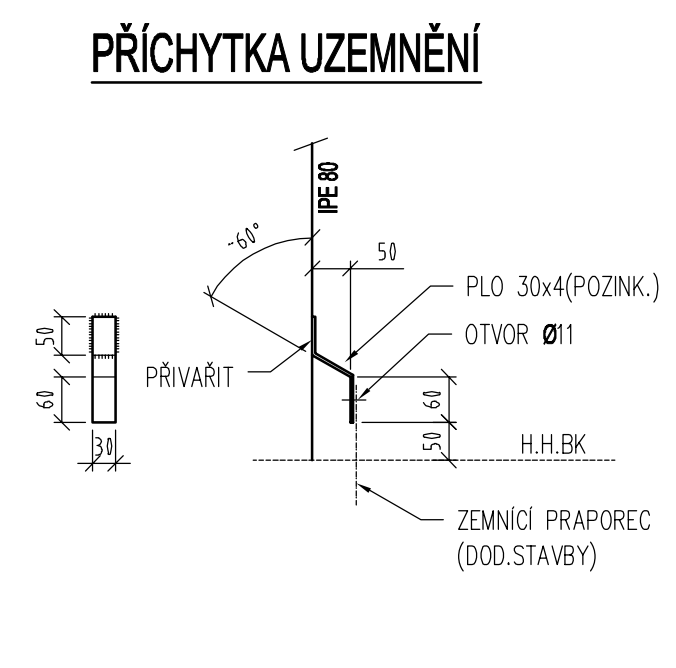 PŘÍCHYTKA UZEMNĚNÍ
IPE 80
~60°
50
PLO 30x4(POZINK.)
OTVOR Ø11
PŘIVAŘIT
50
60
30
60
50
H.H.BK
ZEMNÍCÍ PRAPOREC
(DOD.STAVBY)